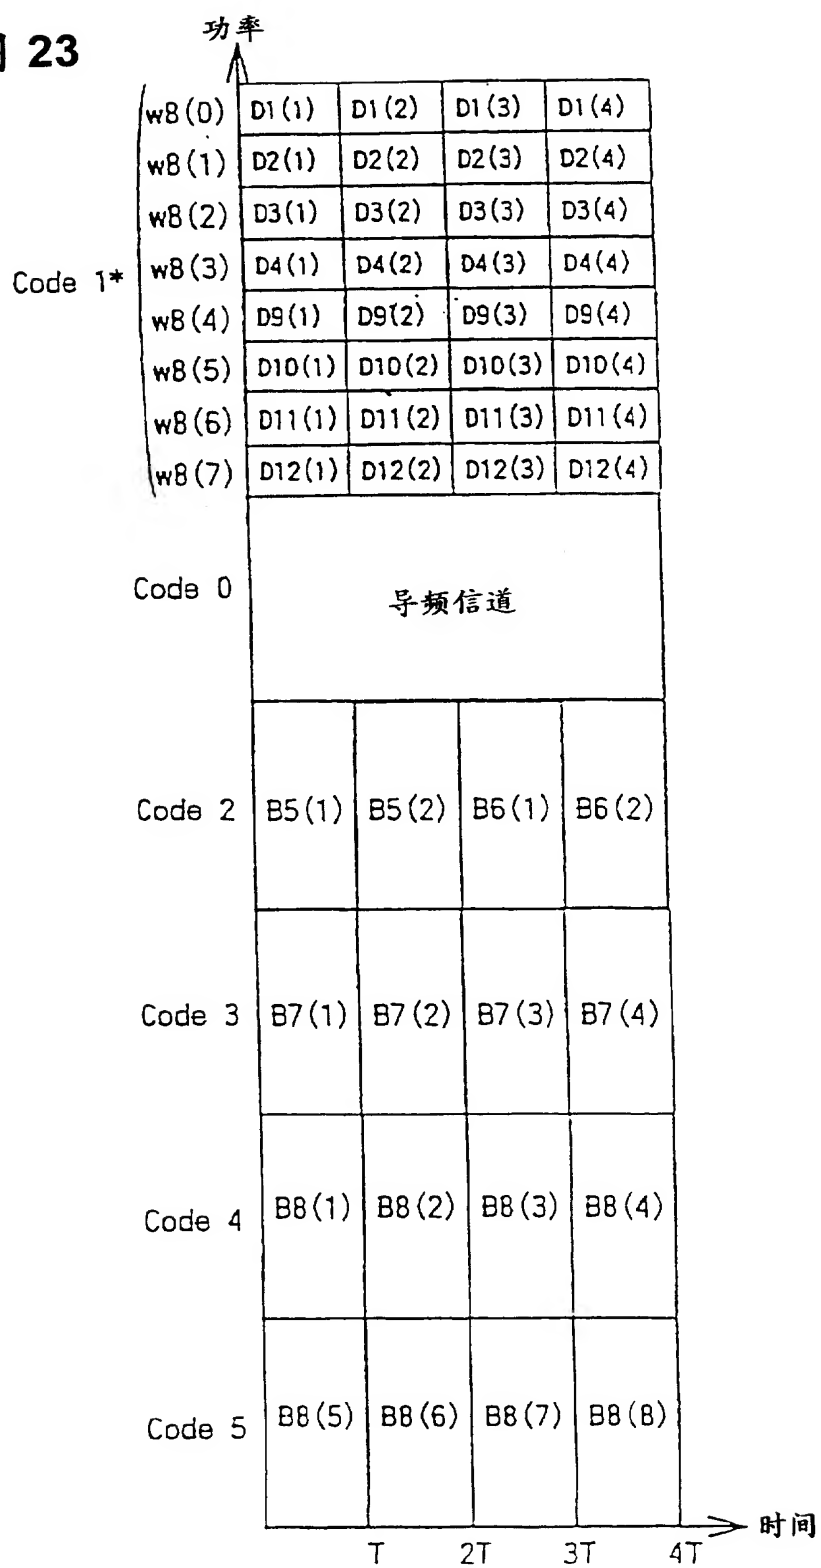 23
功率
w8(0) D1(1) D1(2) D1(3) D1(4)
w8(1) D2(1) D2(2) D2(3) D2(4)
w8(2) D3(1) D3(2) D3(3) D3(4)
Code 1* w8(3) D4(1) D4(2) D4(3) D4(4)
w8(4) D9(1) D9(2) D9(3) D9(4)
w8(5) D10(1) D10(2) D10(3) D10(4)
w8(6) D11(1) D11(2) D11(3) D11(4)
w8(7) D12(1) D12(2) D12(3) D12(4)
Code 0 导频信道
Code 2 B5(1) B5(2) B6(1) B6(2)
Code 3 B7(1) B7(2) B7(3) B7(4)
Code 4 B8(1) B8(2) B8(3) B8(4)
Code 5 B8(5) B8(6) B8(7) B8(8)
时间
T 2T 3T 4T